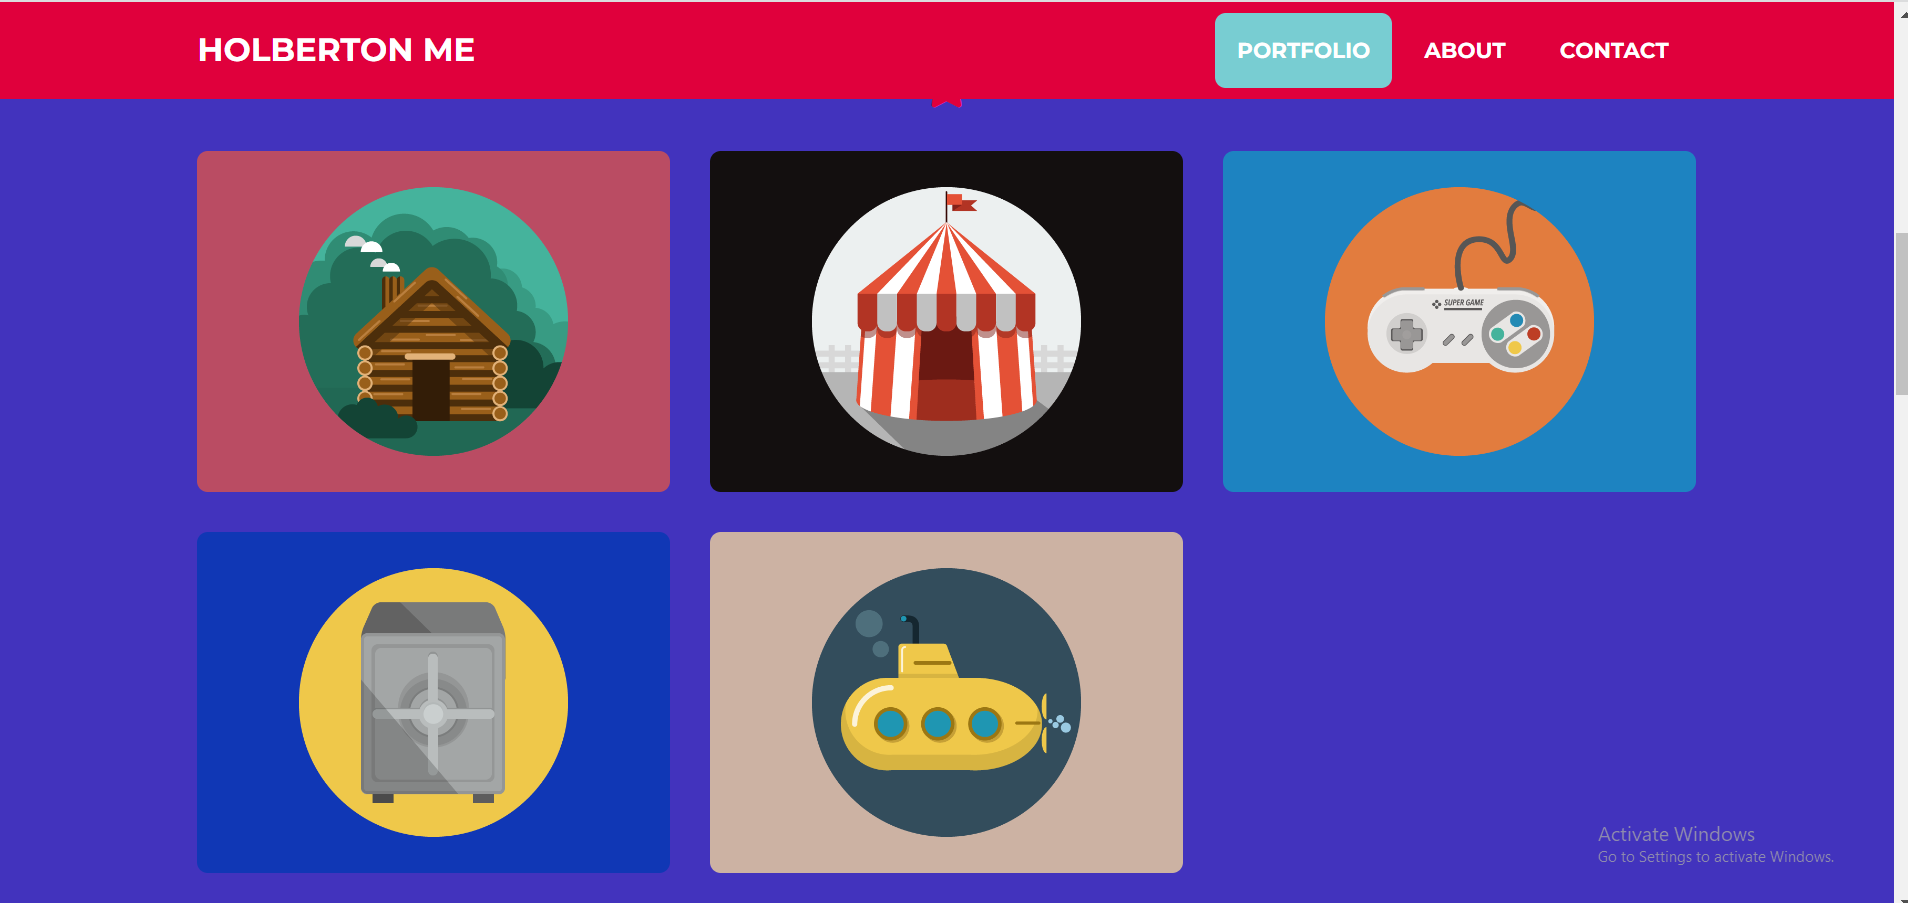 HOLBERTON ME
PORTFOLIO ABOUT CONTACT
SUPER GAME
Activate Windows
Go to Settings to activate Windows.